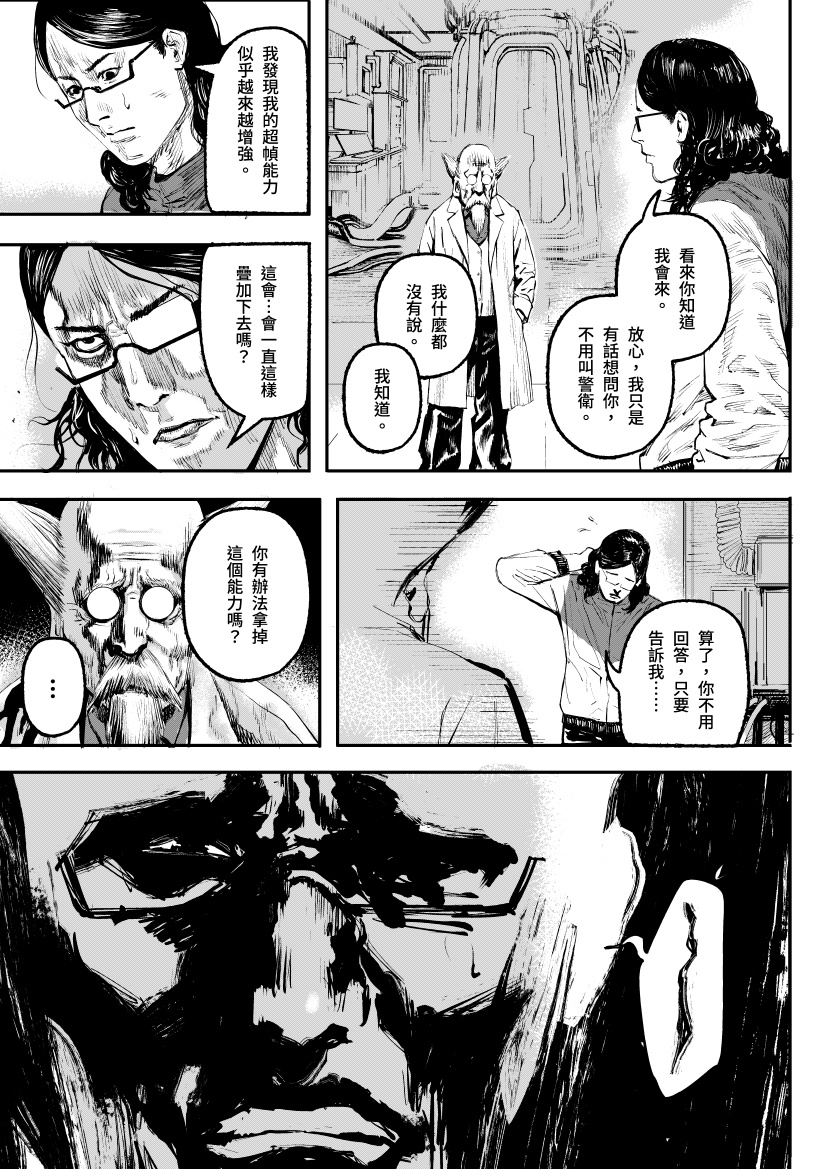 看來你知道
我會來。
放心，我只是
有話想問你，
不用叫警衛。
我什麼都
沒有說。
我知道。
我發現我的超幀能力
似乎越來越增強。
這會…會一直這樣
疊加下去嗎？
算了，你不用
回答，只要
告訴我……
你有辦法拿掉
這個能力嗎？
…